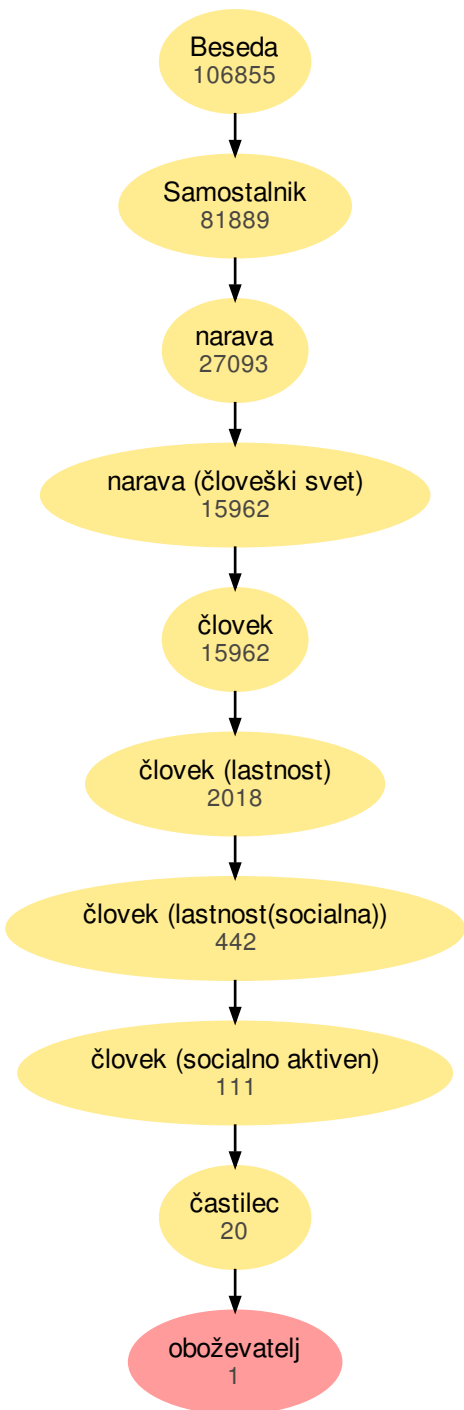 Beseda
106855
Samostalnik
81889
narava
27093
narava (človeški svet)
15962
človek
15962
človek (lastnost)
2018
človek (lastnost(socialna))
442
človek (socialno aktiven)
111
častilec
20
oboževatelj
1